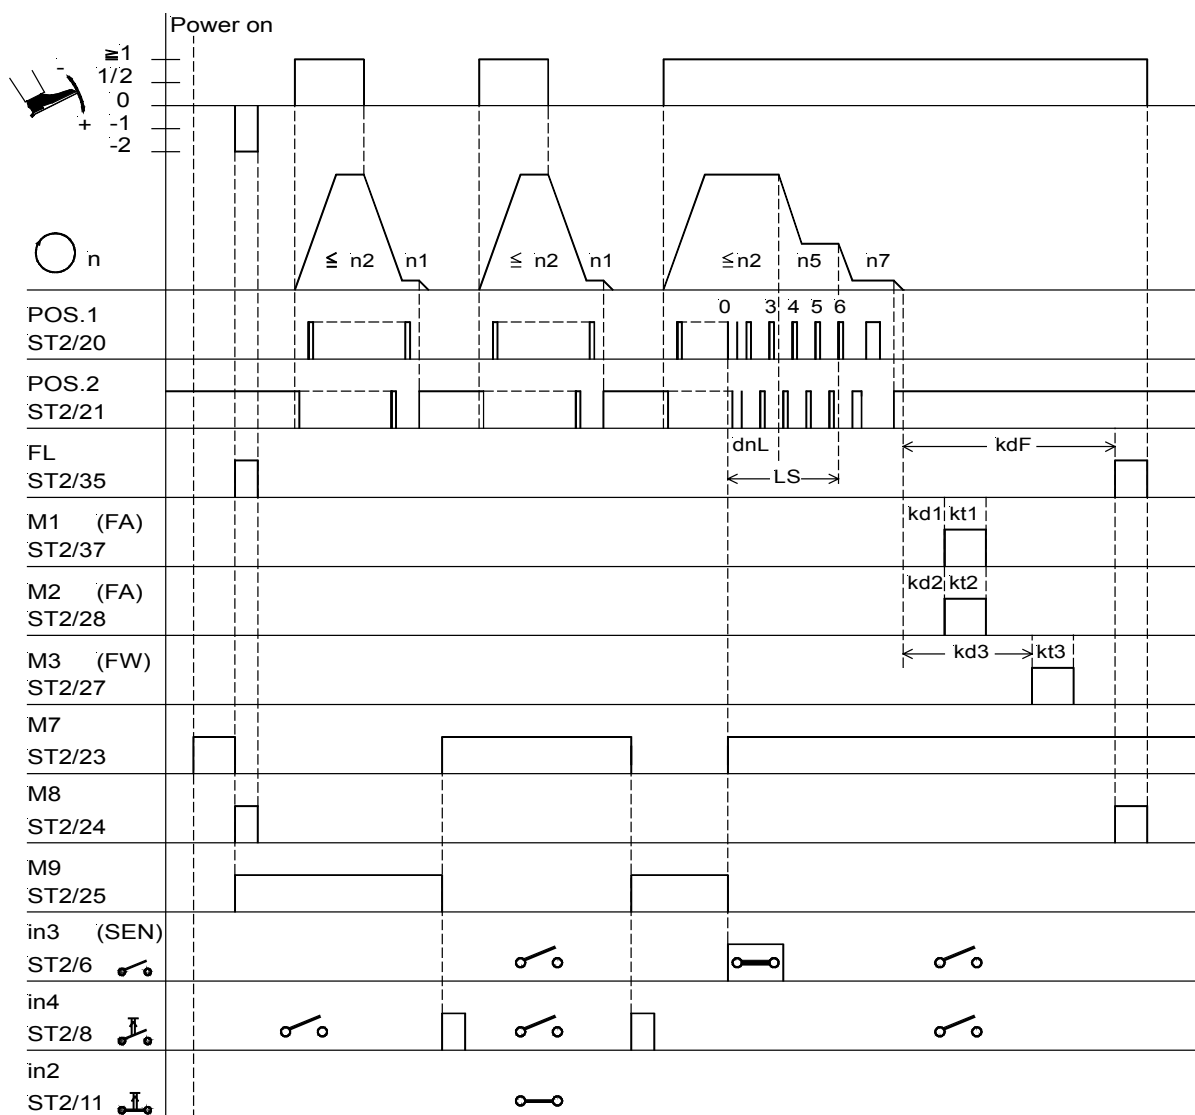 Power on
≧1
1/2
0
-1
-2
-
+
n
≦ n2 n1
≦ n2 n1
≦n2 n5 n7
POS.1
ST2/20
0 3 4 5 6
POS.2
ST2/21
FL
ST2/35
dnL
LS
kdF
M1 (FA)
ST2/37
kd1 kt1
M2 (FA)
ST2/28
kd2 kt2
M3 (FW)
ST2/27
kd3 kt3
M7
ST2/23
M8
ST2/24
M9
ST2/25
in3 (SEN)
ST2/6
in4
ST2/8
in2
ST2/11